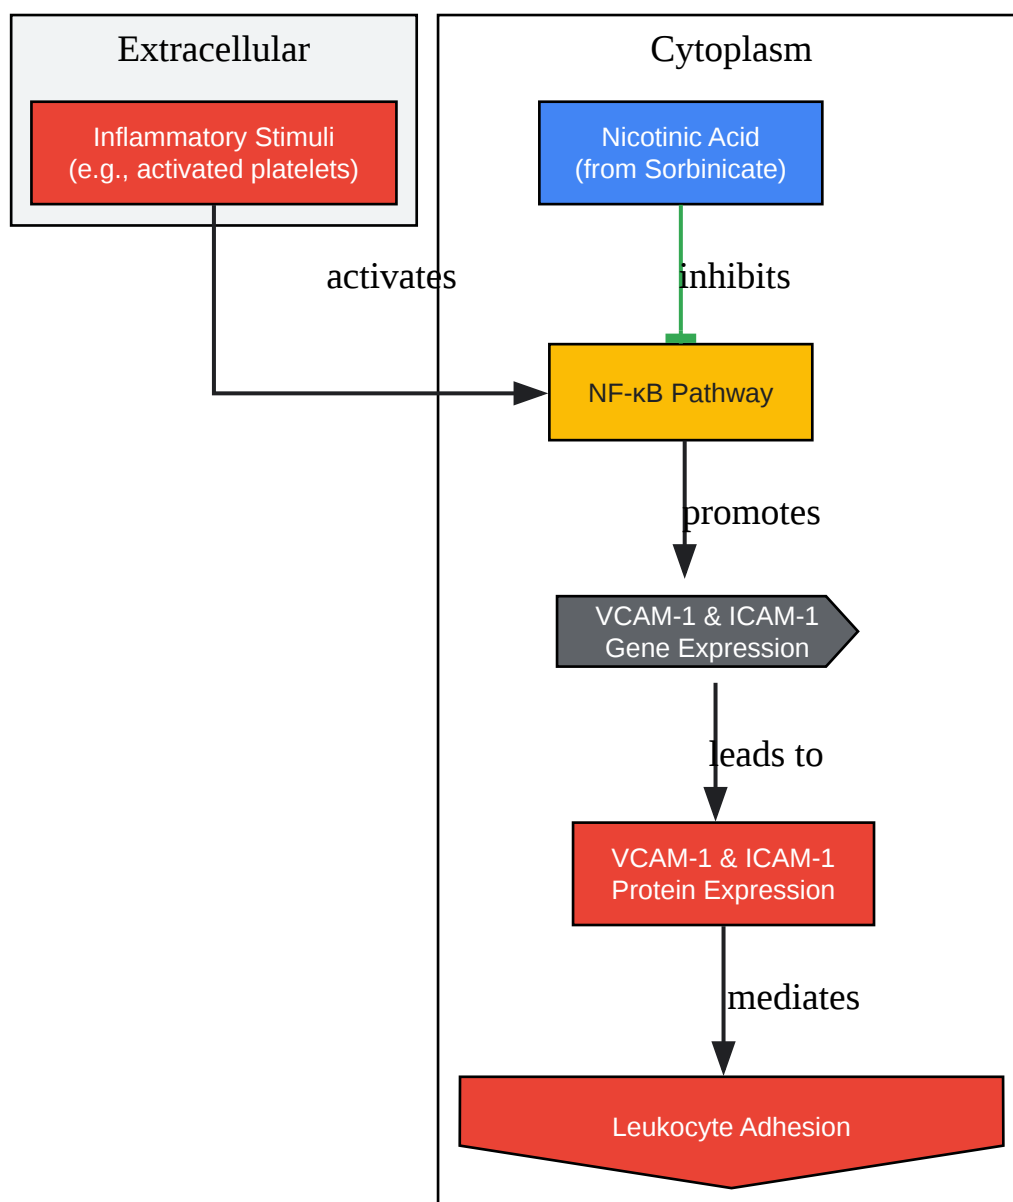 Extracellular
Cytoplasm
Inflammatory Stimuli
(e.g., activated platelets)
Nicotinic Acid
(from Sorbinicate)
activates
inhibits
NF-κB Pathway
promotes
VCAM-1 & ICAM-1
Gene Expression
leads to
VCAM-1 & ICAM-1
Protein Expression
mediates
Leukocyte Adhesion